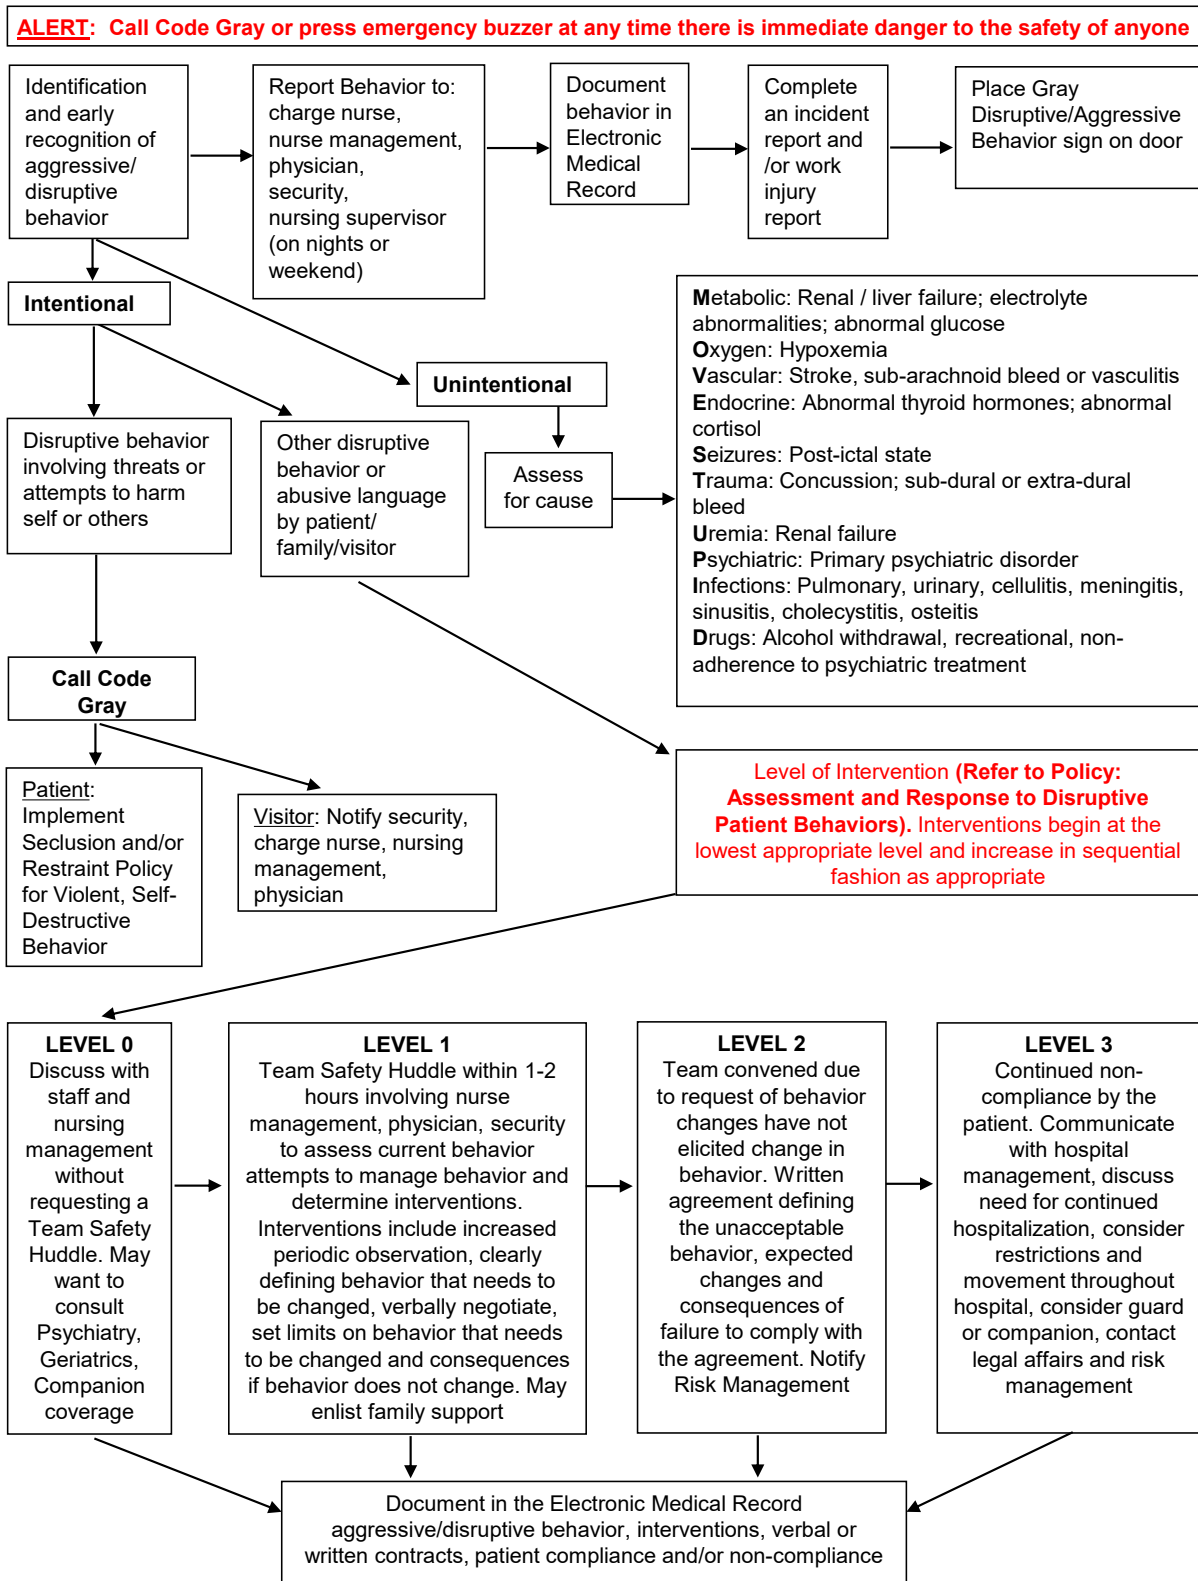 ALERT: Call Code Gray or press emergency buzzer at any time there is immediate danger to the safety of anyone
Identification
and early
recognition of
aggressive/
disruptive
behavior
Report Behavior to:
charge nurse,
nurse management,
physician,
security,
nursing supervisor
(on nights or
weekend)
Document
behavior in
Electronic
Medical
Record
Complete
an incident
report and
/or work
injury
report
Place Gray
Disruptive/Aggressive
Behavior sign on door
Intentional
Unintentional
Disruptive behavior
involving threats or
attempts to harm
self or others
Other disruptive
behavior or
abusive language
by patient/
family/visitor
Assess
for cause
Metabolic: Renal / liver failure; electrolyte
abnormalities; abnormal glucose
Oxygen: Hypoxemia
Vascular: Stroke, sub-arachnoid bleed or vasculitis
Endocrine: Abnormal thyroid hormones; abnormal
cortisol
Seizures: Post-ictal state
Trauma: Concussion; sub-dural or extra-dural
bleed
Uremia: Renal failure
Psychiatric: Primary psychiatric disorder
Infections: Pulmonary, urinary, cellulitis, meningitis,
sinusitis, cholecystitis, osteitis
Drugs: Alcohol withdrawal, recreational, non-
adherence to psychiatric treatment
Call Code
Gray
Patient:
Implement
Seclusion and/or
Restraint Policy
for Violent, Self-
Destructive
Behavior
Visitor: Notify security,
charge nurse, nursing
management,
physician
Level of Intervention (Refer to Policy:
Assessment and Response to Disruptive
Patient Behaviors). Interventions begin at the
lowest appropriate level and increase in sequential
fashion as appropriate
LEVEL 0
Discuss with
staff and
nursing
management
without
requesting a
Team Safety
Huddle. May
want to
consult
Psychiatry,
Geriatrics,
Companion
coverage
LEVEL 1
Team Safety Huddle within 1-2
hours involving nurse
management, physician, security
to assess current behavior
attempts to manage behavior and
determine interventions.
Interventions include increased
periodic observation, clearly
defining behavior that needs to
be changed, verbally negotiate,
set limits on behavior that needs
to be changed and consequences
if behavior does not change. May
enlist family support
LEVEL 2
Team convened due
to request of behavior
changes have not
elicited change in
behavior. Written
agreement defining
the unacceptable
behavior, expected
changes and
consequences of
failure to comply with
the agreement. Notify
Risk Management
LEVEL 3
Continued non-
compliance by the
patient. Communicate
with hospital
management, discuss
need for continued
hospitalization, consider
restrictions and
movement throughout
hospital, consider guard
or companion, contact
legal affairs and risk
management
Document in the Electronic Medical Record
aggressive/disruptive behavior, interventions, verbal or
written contracts, patient compliance and/or non-compliance